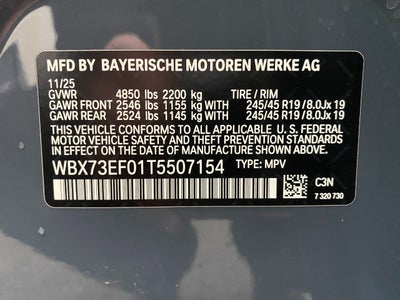 MFD BY BAYERISCHE MOTOREN WERKE AG
11/25
GVWR 4850 lbs 2200 kg TIRE / RIM
GAWR FRONT 2546 lbs 1155 kg WITH 245/45 R19 / 8.0Jx 19
GAWR REAR 2524 lbs 1145 kg WITH 245/45 R19 / 8.0Jx 19
THIS VEHICLE CONFORMS TO ALL APPLICABLE U. S. FEDERAL
MOTOR VEHICLE SAFETY AND THEFT PREVENTION STANDARDS
IN EFFECT ON THE DATE OF MANUFACTURE SHOWN ABOVE.
WBX73EF01T5507154 TYPE: MPV
C3N
7 320 730